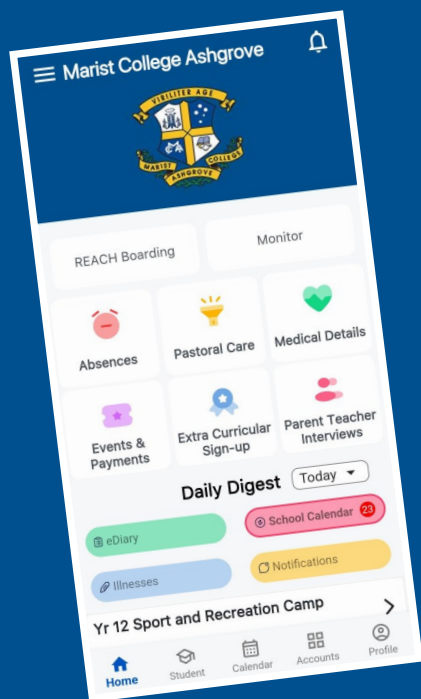 Marist College Ashgrove
VIRILITER AGE
MARIST COLLEGE
ASHGROVE
REACH Boarding
Monitor
Absences
Pastoral Care
Medical Details
Events &
Payments
Extra Curricular
Sign-up
Parent Teacher
Interviews
Daily Digest
Today
eDiary
School Calendar 23
Illnesses
Notifications
Yr 12 Sport and Recreation Camp
Home
Student
Calendar
Accounts
Profile